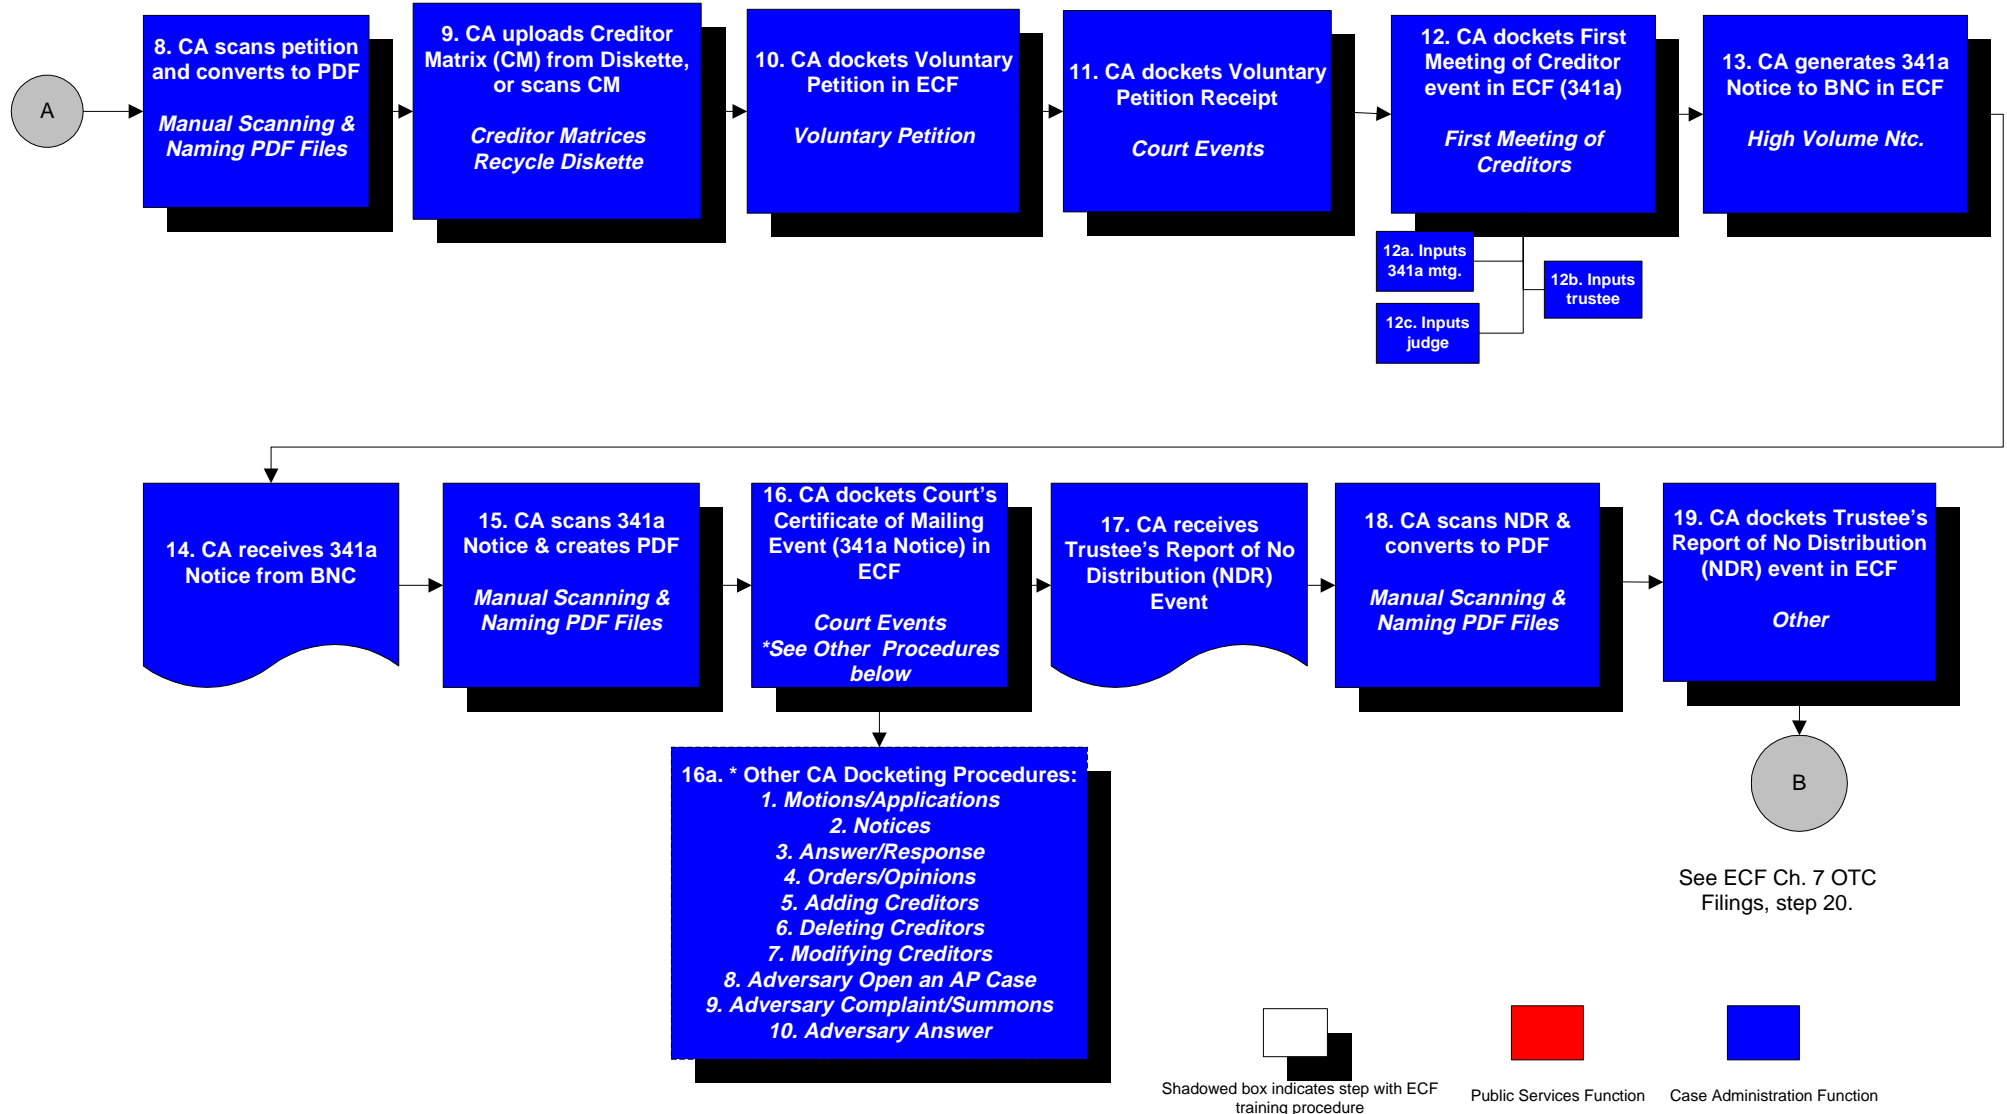 A
8. CA scans petition
and converts to PDF
Manual Scanning &
Naming PDF Files
9. CA uploads Creditor
Matrix (CM) from Diskette,
or scans CM
Creditor Matrices
Recycle Diskette
10. CA dockets Voluntary
Petition in ECF
Voluntary Petition
11. CA dockets Voluntary
Petition Receipt
Court Events
12. CA dockets First
Meeting of Creditor
event in ECF (341a)
First Meeting of
Creditors
13. CA generates 341a
Notice to BNC in ECF
High Volume Ntc.
12a. Inputs
341a mtg.
12b. Inputs
trustee
12c. Inputs
judge
14. CA receives 341a
Notice from BNC
15. CA scans 341a
Notice & creates PDF
Manual Scanning &
Naming PDF Files
16. CA dockets Court’s
Certificate of Mailing
Event (341a Notice) in
ECF
Court Events
*See Other Procedures
below
17. CA receives
Trustee’s Report of No
Distribution (NDR)
Event
18. CA scans NDR &
converts to PDF
Manual Scanning &
Naming PDF Files
19. CA dockets Trustee’s
Report of No Distribution
(NDR) event in ECF
Other
16a. * Other CA Docketing Procedures:
1. Motions/Applications
2. Notices
3. Answer/Response
4. Orders/Opinions
5. Adding Creditors
6. Deleting Creditors
7. Modifying Creditors
8. Adversary Open an AP Case
9. Adversary Complaint/Summons
10. Adversary Answer
B
See ECF Ch. 7 OTC
Filings, step 20.
Shadowed box indicates step with ECF
training procedure
Public Services Function
Case Administration Function